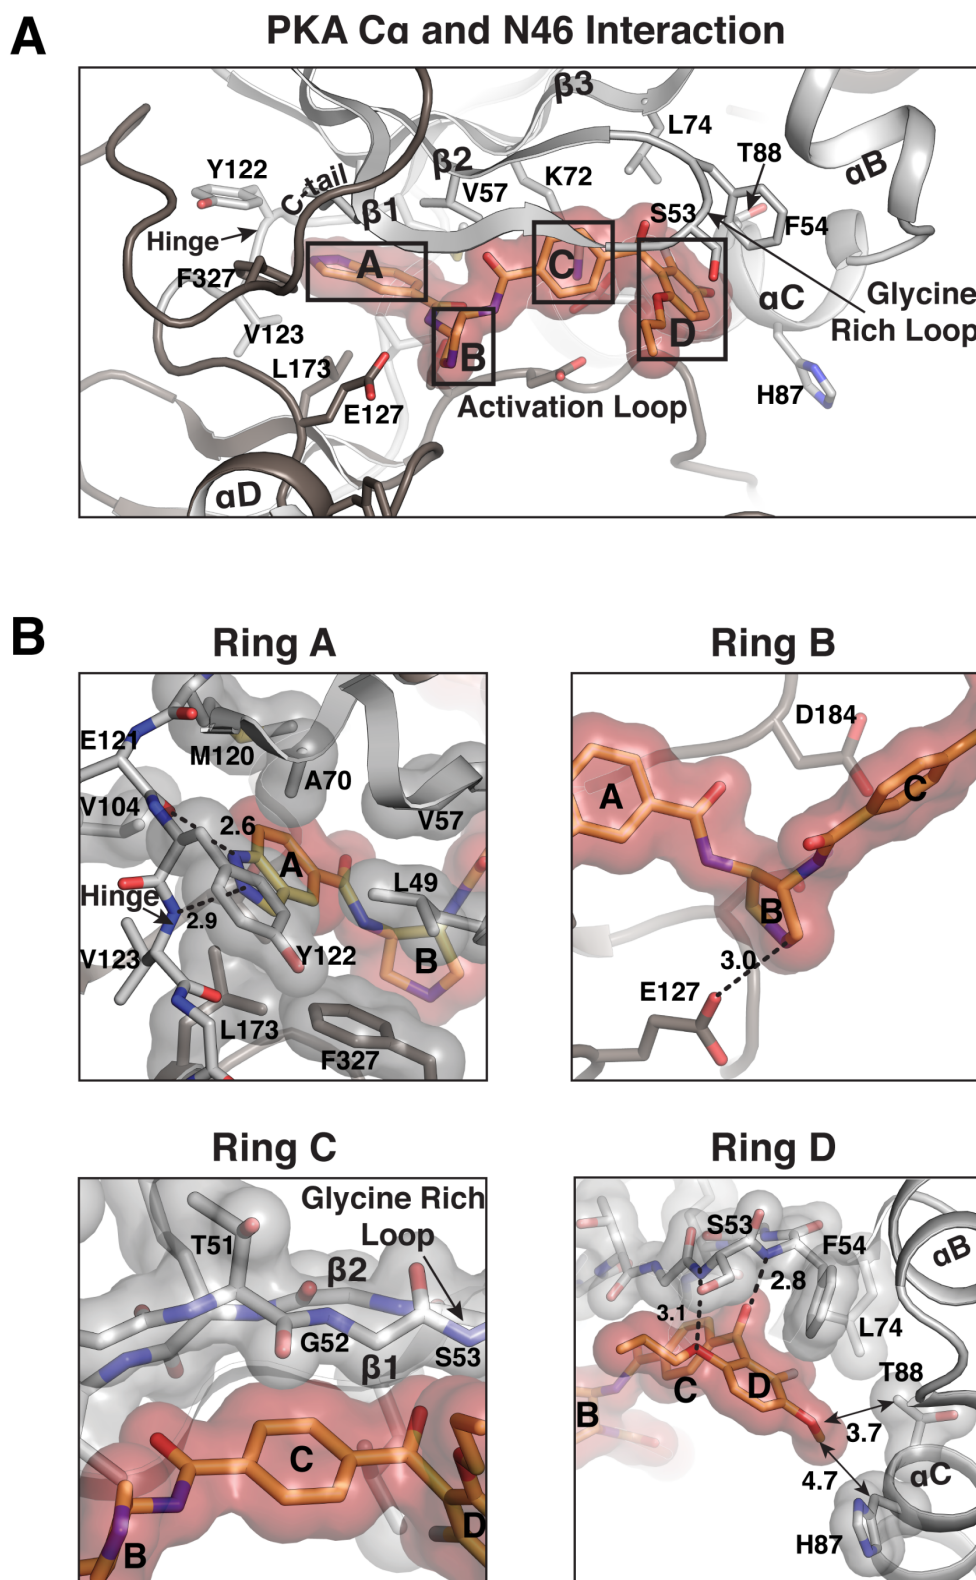 A
PKA Cα and N46 Interaction
β3
L74
T88
αB
Y122
C-tail
β2
K72
V57
β1
S53
F54
Hinge
A
C
F327
αC
Glycine
Rich Loop
V123
D
B
L173
H87
E127
Activation Loop
αD
B
Ring A
Ring B
E121
M120
A70
V104
V57
2.6
A
L49
Hinge
2.9
Y122
B
V123
L173
F327
D184
A
C
B
3.0
E127
Ring C
Ring D
Glycine Rich
Loop
T51
β2
G52
S53
β1
C
D
B
S53
F54
αB
2.8
3.1
L74
T88
D
C
B
3.7
αC
4.7
H87